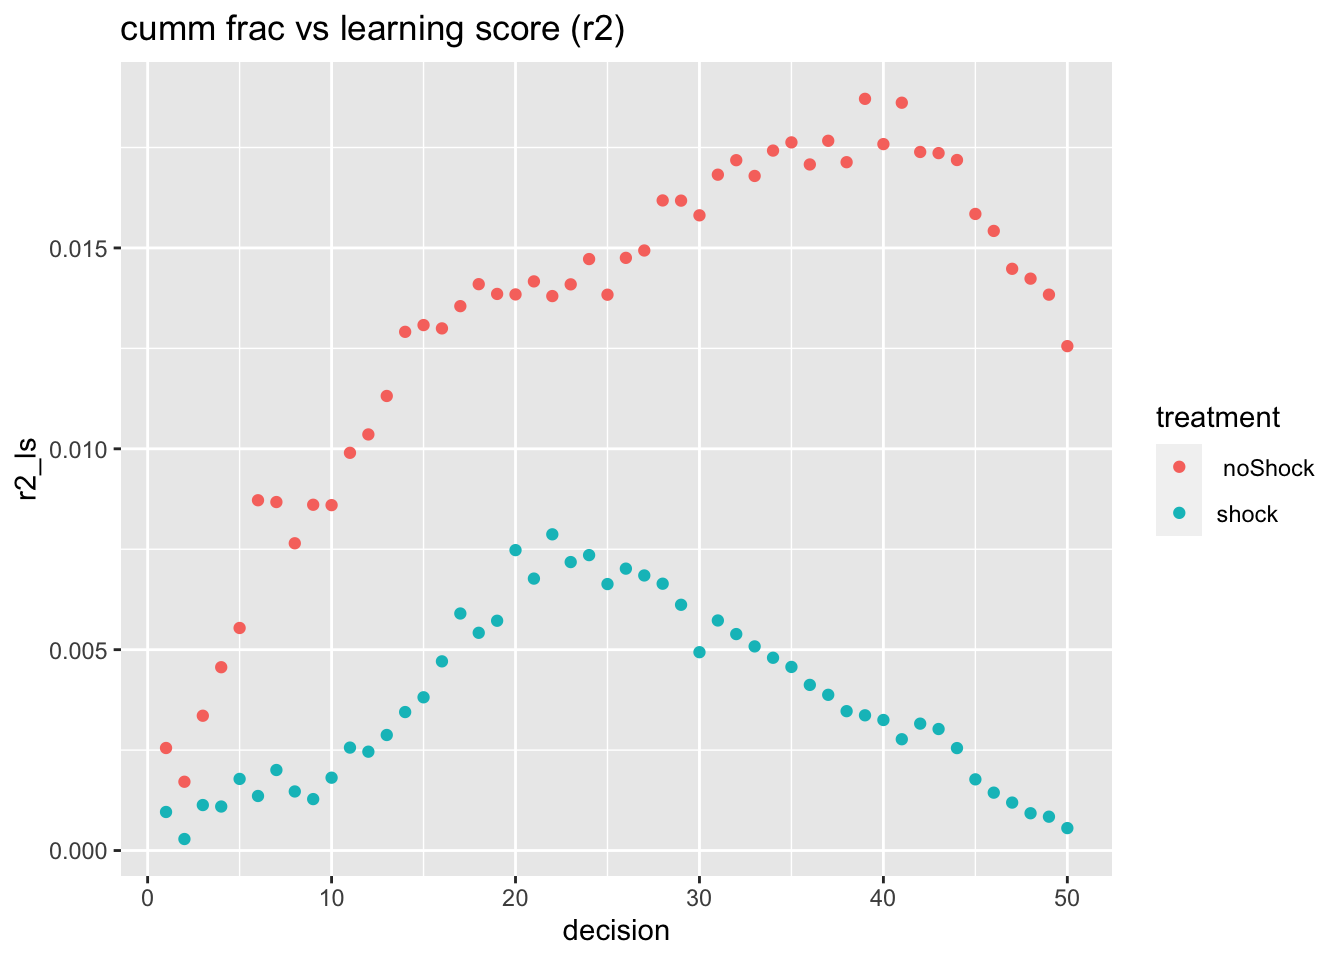 cumm frac vs learning score (r2)
0.015
0.010
0.005
0.000
r2_ls
0 10 20 30 40 50
decision
treatment
noShock
shock